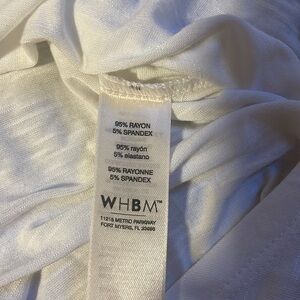 95% RAYON
5% SPANDEX
95% rayón
5% elastano
95% RAYONNE
5% SPANDEX
WHBM™
11215 METRO PARKWAY
FORT MYERS, FL 33966